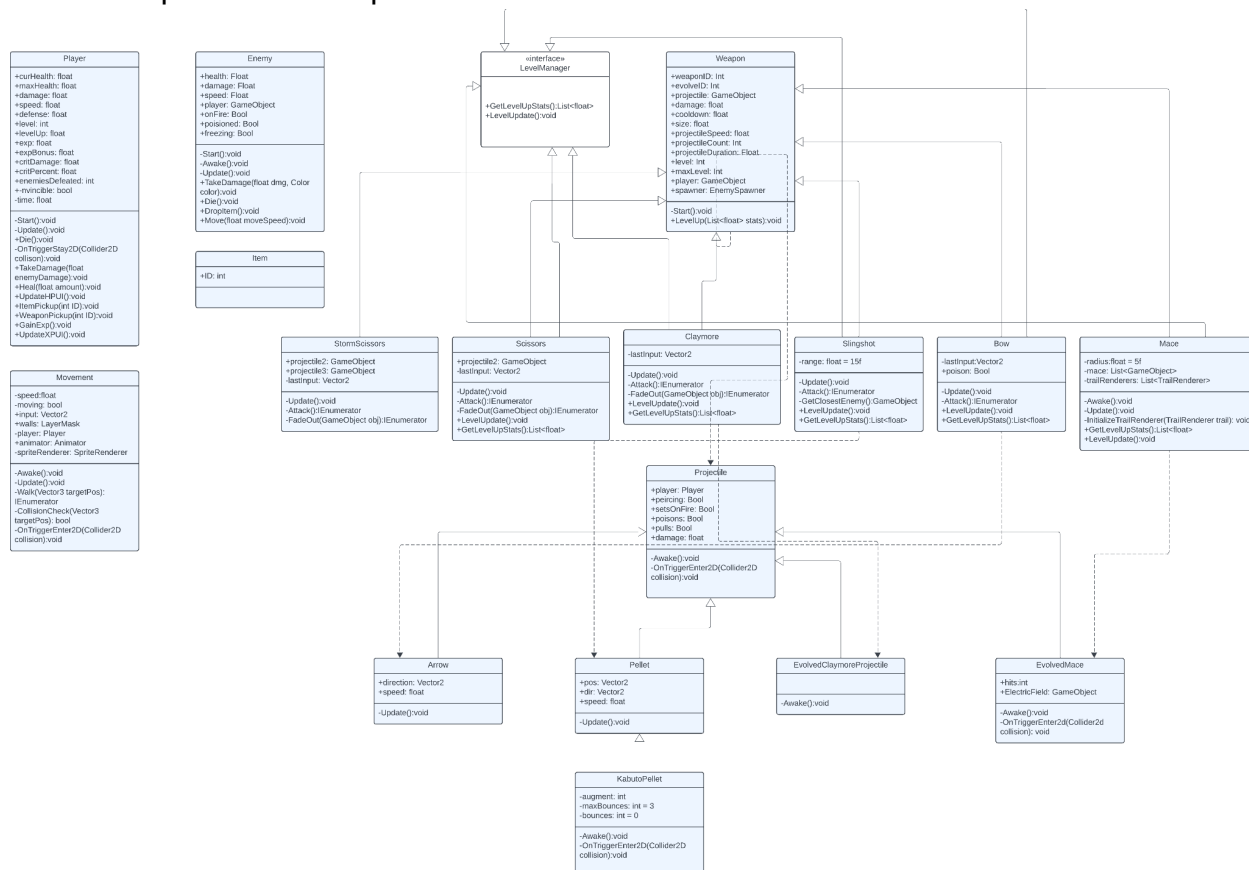 Player
+curHealth: float
+maxHealth: float
+damage: float
+speed: float
+defense: float
+level: int
+levelUp: float
+exp: float
+expBonus: float
+critDamage: float
+critPercent: float
+enemiesDefeated: int
+-nvincible: bool
-time: float
-Start():void
-Update():void
+Die():void
-OnTriggerStay2D(Collider2D
collison):void
+TakeDamage(float
enemyDamage):void
+Heal(float amount):void
+UpdateHPUI():void
+ItemPickup(int ID):void
+WeaponPickup(int ID):void
+GainExp():void
+UpdateXPUI():void
Enemy
+health: Float
+damage: Float
+speed: Float
+player: GameObject
+onFire: Bool
+poisioned: Bool
+freezing: Bool
-Start():void
-Awake():void
-Update():void
+TakeDamage(float dmg, Color
color):void
+Die():void
+DropItem():void
+Move(float moveSpeed):void
Item
+ID: int
Movement
-speed:float
-moving: bool
+input: Vector2
+walls: LayerMask
-player: Player
+animator: Animator
-spriteRenderer: SpriteRenderer
-Awake():void
-Update():void
-Walk(Vector3 targetPos):
IEnumerator
-CollisionCheck(Vector3
targetPos): bool
-OnTriggerEnter2D(Collider2D
collision):void
«interface»
LevelManager
+GetLevelUpStats():List<float>
+LevelUpdate():void
Weapon
+weaponID: Int
+evolveID: Int
+projectile: GameObject
+damage: float
+cooldown: float
+size: float
+projectileSpeed: float
+projectileCount: Int
+projectileDuration: Float
+level: Int
+maxLevel: Int
+player: GameObject
+spawner: EnemySpawner
-Start():void
+LevelUp(List<float> stats):void
StormScissors
+projectile2: GameObject
+projectile3: GameObject
-lastInput: Vector2
-Update():void
-Attack():IEnumerator
-FadeOut(GameObject obj):IEnumerator
Scissors
+projectile2: GameObject
-lastInput: Vector2
-Update():void
-Attack():IEnumerator
-FadeOut(GameObject obj):IEnumerator
+LevelUpdate():void
+GetLevelUpStats():List<float>
Claymore
-lastInput: Vector2
-Update():void
-Attack():IEnumerator
-FadeOut(GameObject obj):IEnumerator
+LevelUpdate():void
+GetLevelUpStats():List<float>
Slingshot
-range: float = 15f
-Update():void
-Attack():IEnumerator
-GetClosestEnemy():GameObject
+LevelUpdate():void
+GetLevelUpStats():List<float>
Bow
-lastInput:Vector2
+poison: Bool
-Update():void
-Attack():IEnumerator
+LevelUpdate():void
+GetLevelUpStats():List<float>
Mace
-radius:float = 5f
-mace: List<GameObject>
-trailRenderers: List<TrailRenderer>
-Awake():void
-Update():void
-InitializeTrailRenderer(TrailRenderer trail): void
+GetLevelUpStats():List<float>
+LevelUpdate():void
Projectile
+player: Player
+peircing: Bool
+setsOnFire: Bool
+poisons: Bool
+pulls: Bool
+damage: float
-Awake():void
-OnTriggerEnter2D(Collider2D
collision):void
Arrow
+direction: Vector2
+speed: float
-Update():void
Pellet
+pos: Vector2
+dir: Vector2
+speed: float
-Update():void
EvolvedClaymoreProjectile
-Awake():void
EvolvedMace
+hits:int
+ElectricField: GameObject
-Awake():void
-OnTriggerEnter2d(Collider2d
collision): void
KabutoPellet
-augment: int
-maxBounces: int = 3
-bounces: int = 0
-Awake():void
-OnTriggerEnter2D(Collider2D
collision):void